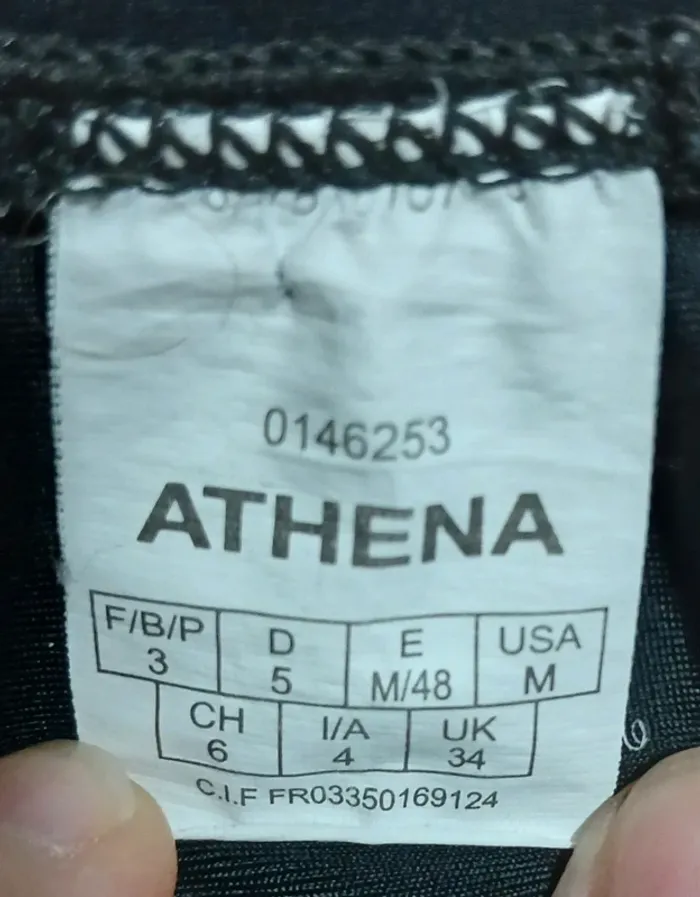 0146253
ATHENA
F/B/P D E USA
3 5 M/48 M
CH I/A UK
6 4 34
C.I.F FR03350169124